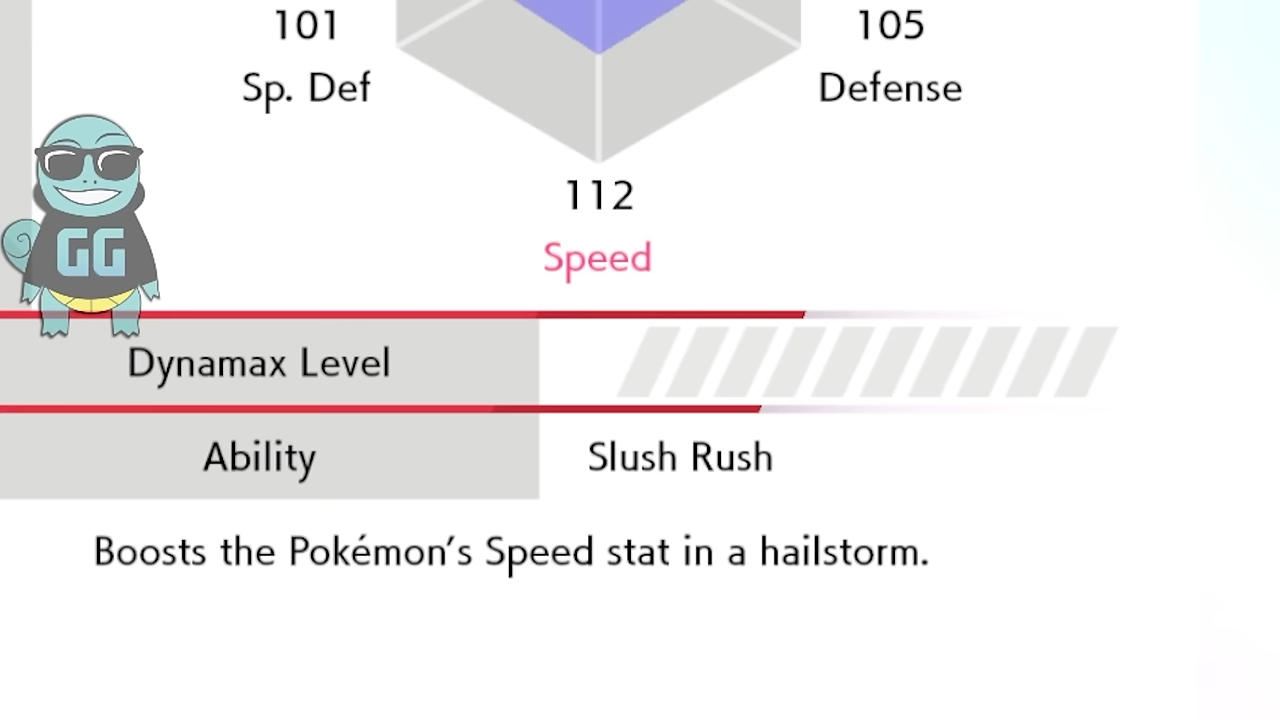 101
105
Sp. Def
Defense
112
Speed
GG
Dynamax Level
Ability
Slush Rush
Boosts the Pokémon's Speed stat in a hailstorm.